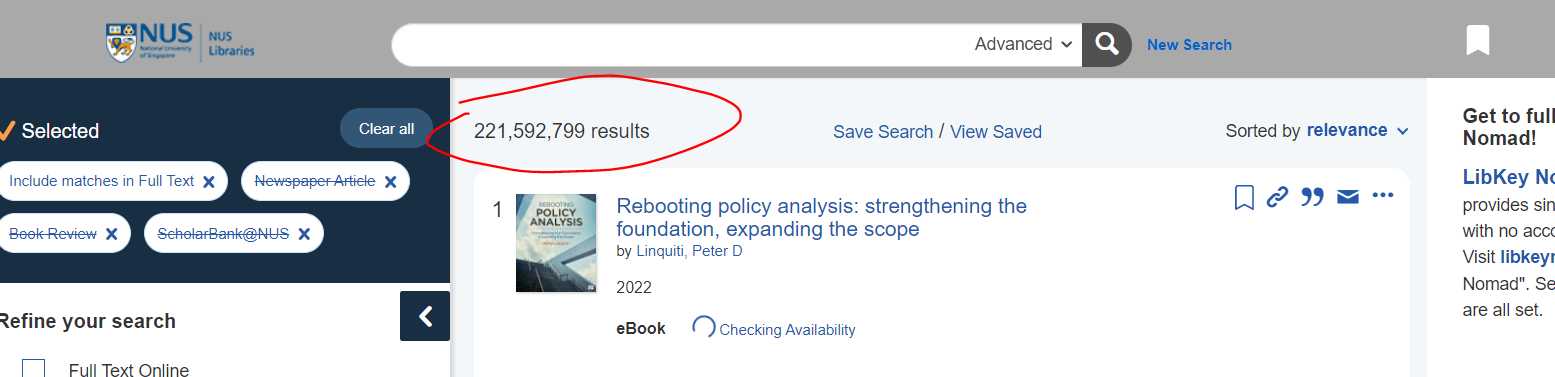 NUS
National University
of Singapore
NUS
Libraries
Advanced
New Search
Selected
Clear all
Include matches in Full Text
Newspaper Article
Book Review
ScholarBank@NUS
Refine your search
Full Text Online
221,592,799 results
Save Search / View Saved
Sorted by relevance
1
REBOOTING
POLICY
ANALYSIS
Rebooting policy analysis: strengthening the
foundation, expanding the scope
by Linquiti, Peter D
2022
eBook
Checking Availability
Get to full
Nomad!
LibKey No
provides sin
with no acco
Visit libkeyn
Nomad". Se
are all set.